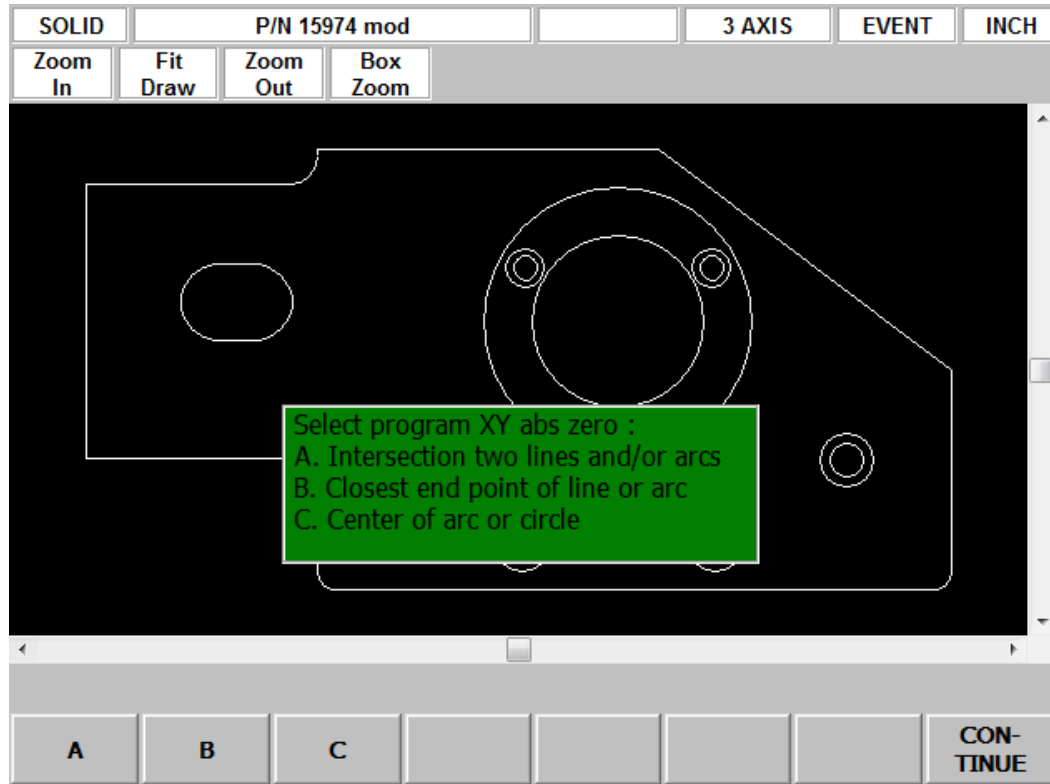 SOLID P/N 15974 mod 3 AXIS EVENT INCH
Zoom In Fit Draw Zoom Out Box Zoom
Select program XY abs zero :
A. Intersection two lines and/or arcs
B. Closest end point of line or arc
C. Center of arc or circle
A B C CON-
TINUE